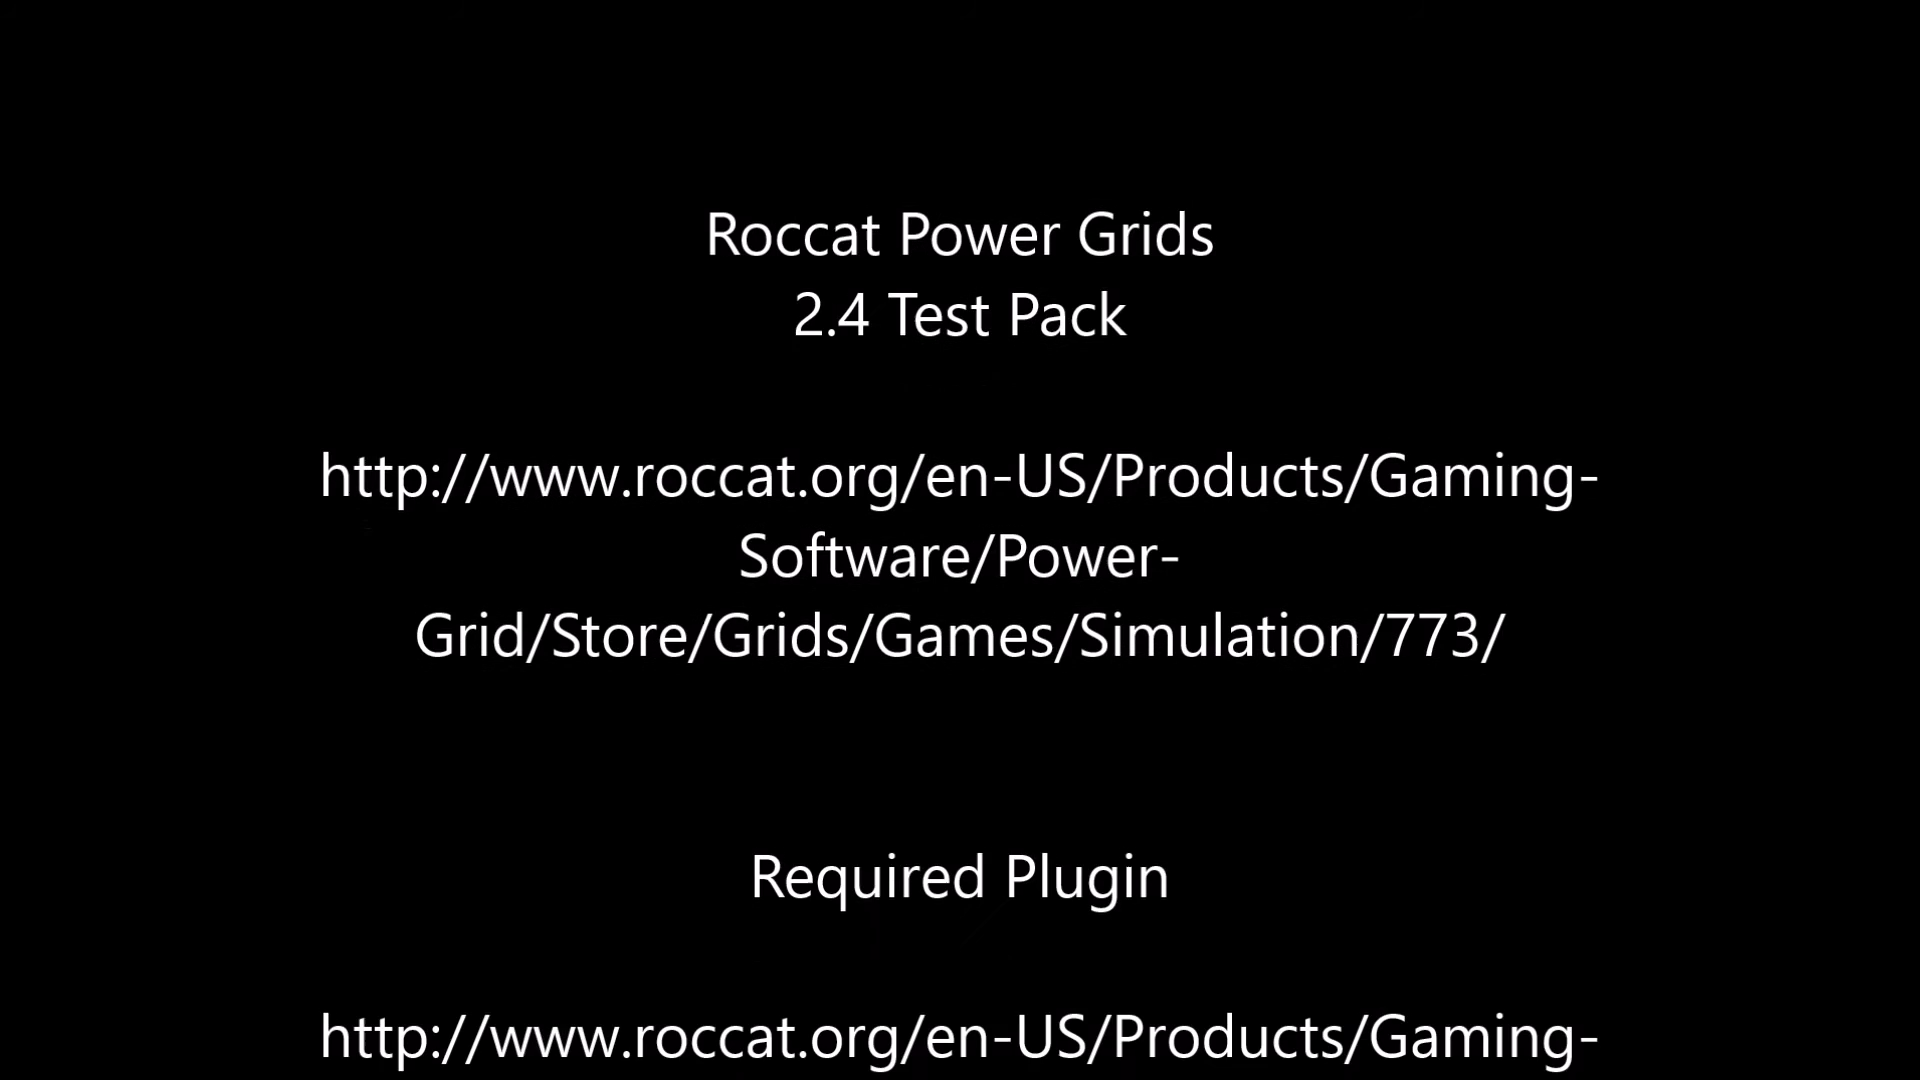 Roccat Power Grids
2.4 Test Pack
http://www.roccat.org/en-US/Products/Gaming-
Software/Power-
Grid/Store/Grids/Games/Simulation/773/
Required Plugin
http://www.roccat.org/en-US/Products/Gaming-